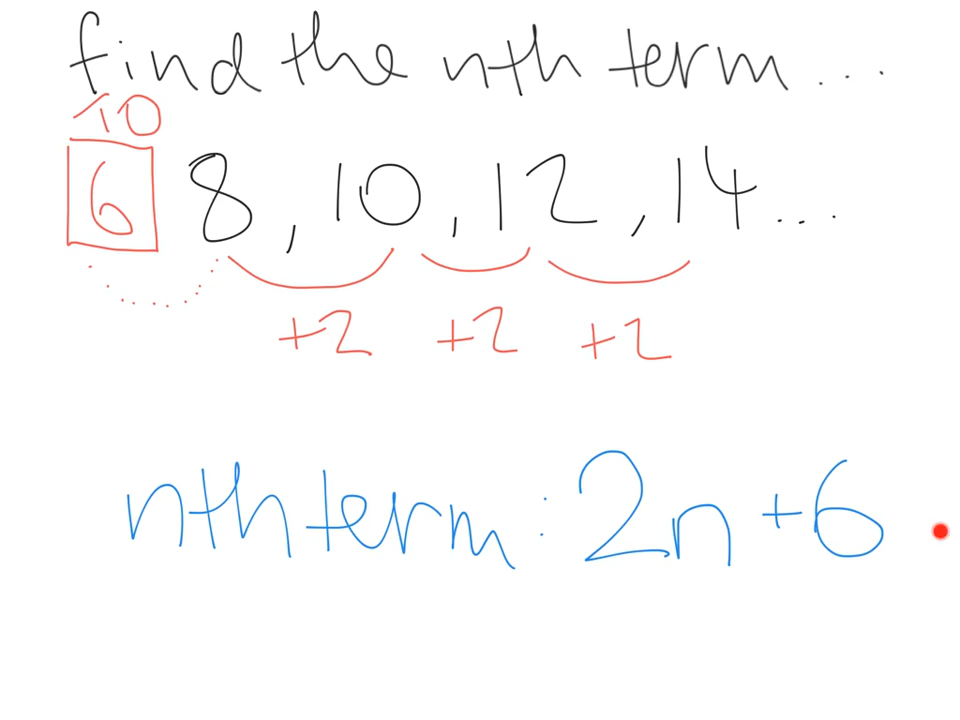 find the nth term...
10
6 8, 10, 12, 14...
+2 +2 +2
nth term: 2n+6